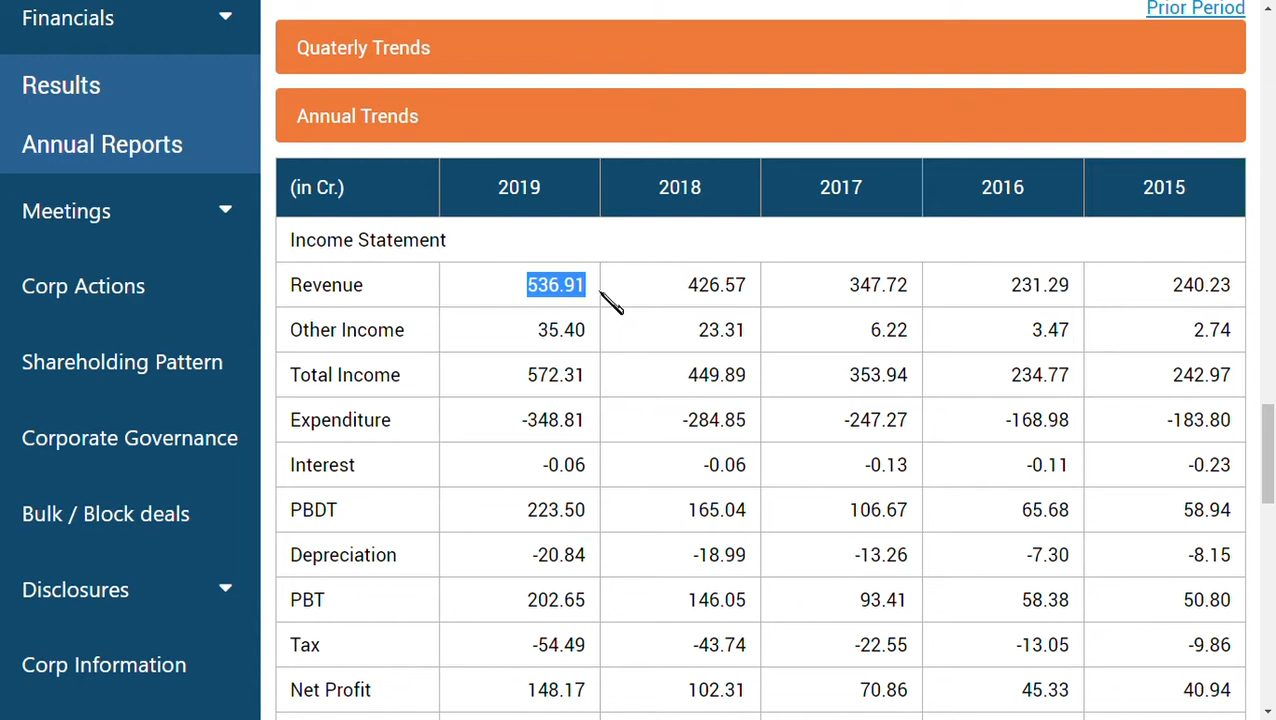 Prior Period
Financials
Quaterly Trends
Results
Annual Trends
Annual Reports
(in Cr.) 2019 2018 2017 2016 2015
Meetings
Income Statement
Corp Actions
Revenue 536.91 426.57 347.72 231.29 240.23
Other Income 35.40 23.31 6.22 3.47 2.74
Shareholding Pattern
Total Income 572.31 449.89 353.94 234.77 242.97
Expenditure -348.81 -284.85 -247.27 -168.98 -183.80
Corporate Governance
Interest -0.06 -0.06 -0.13 -0.11 -0.23
Bulk / Block deals
PBDT 223.50 165.04 106.67 65.68 58.94
Depreciation -20.84 -18.99 -13.26 -7.30 -8.15
Disclosures
PBT 202.65 146.05 93.41 58.38 50.80
Tax -54.49 -43.74 -22.55 -13.05 -9.86
Corp Information
Net Profit 148.17 102.31 70.86 45.33 40.94